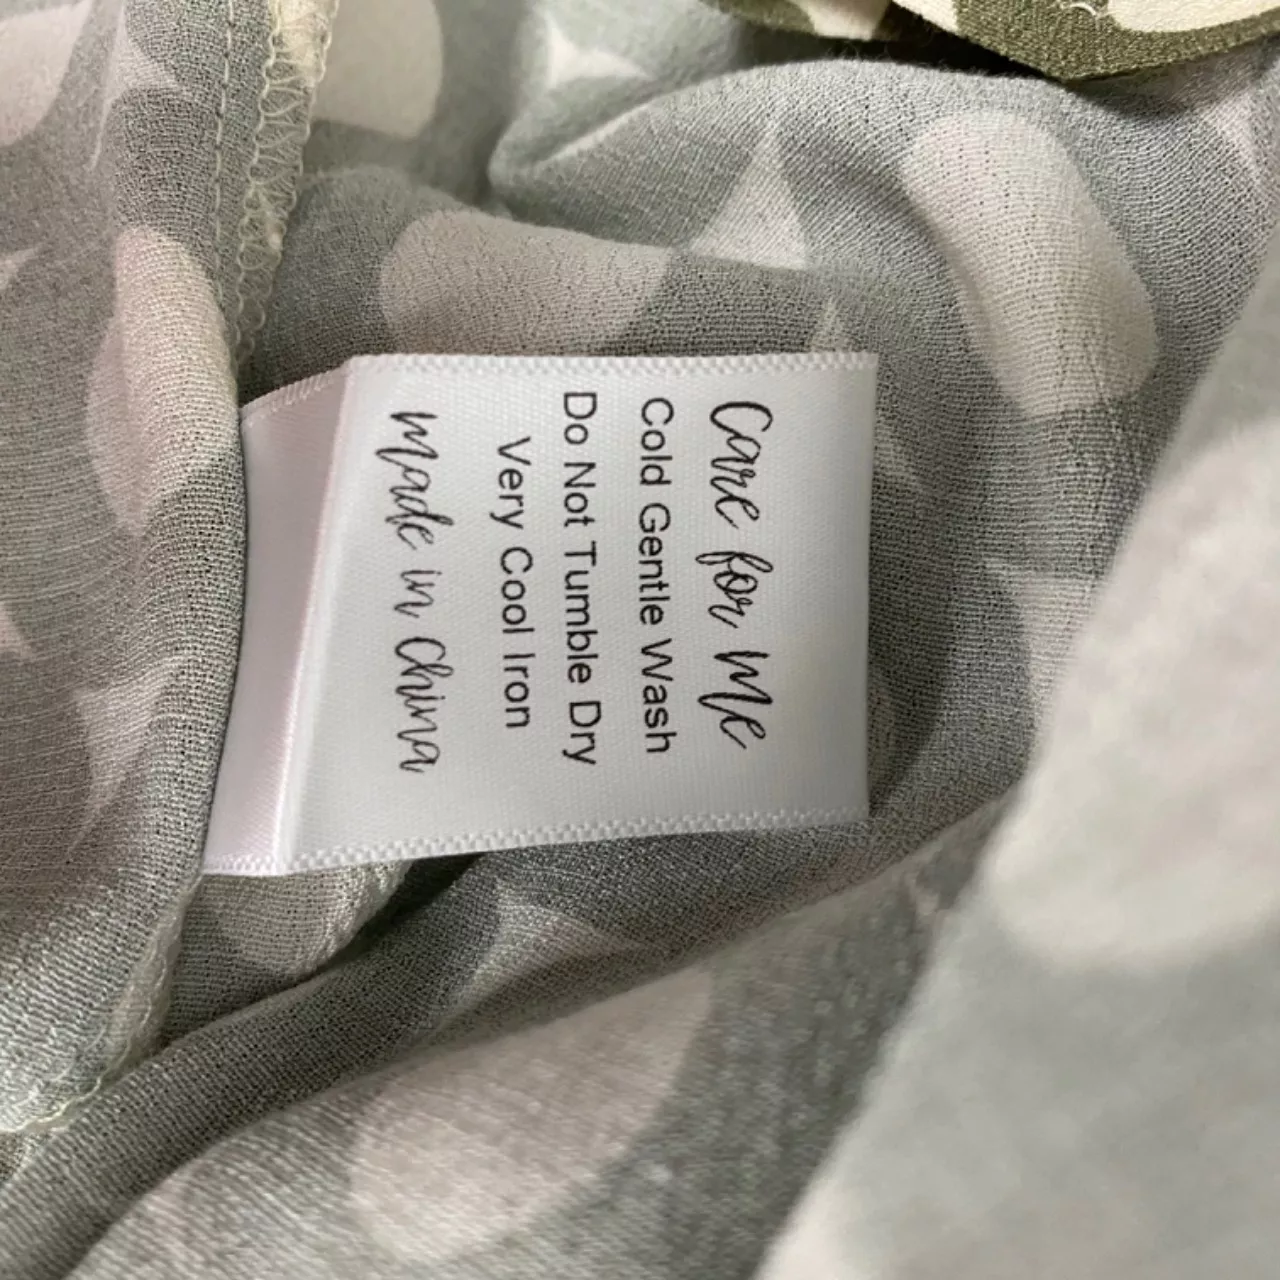 Care for Me
Cold Gentle Wash
Do Not Tumble Dry
Very Cool Iron
Made in China